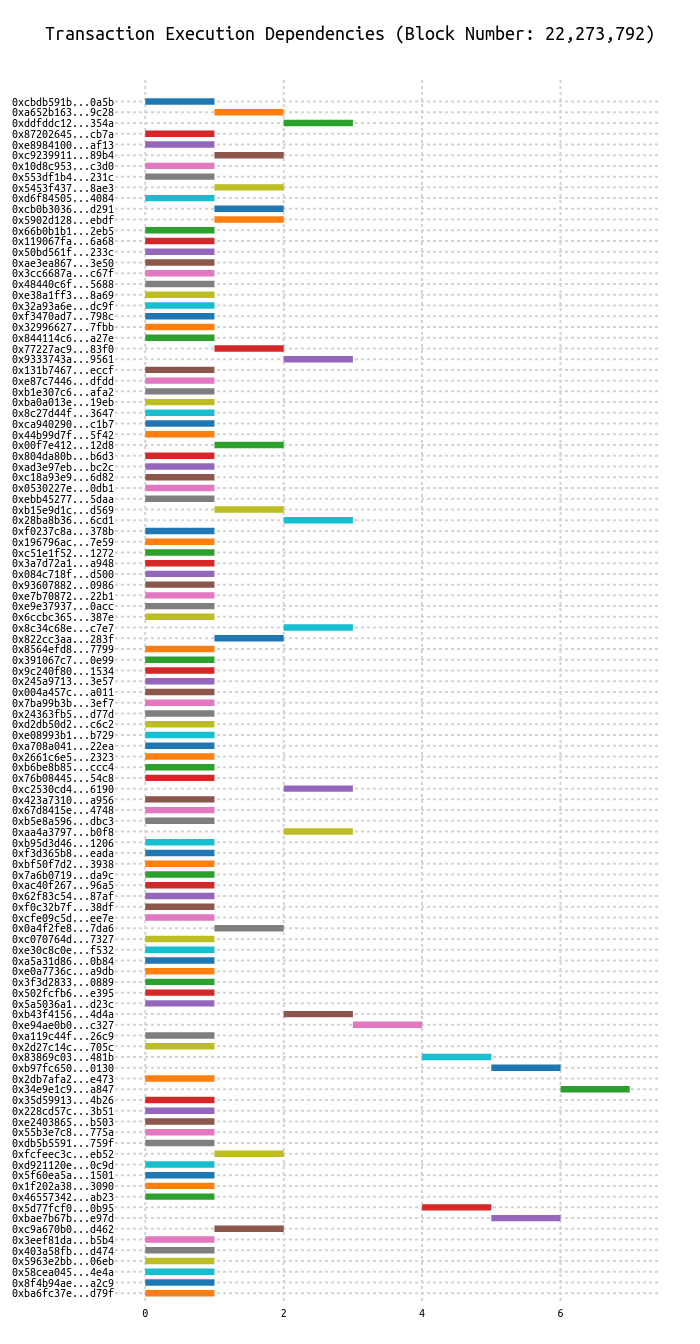 Transaction Execution Dependencies (Block Number: 22,273,792)
0xcbdb591b...0a5b
0xa652b163...9c28
0xddfddc12...354a
0x87202645...cb7a
0xe8984100...af13
0xc9239911...89b4
0x10d8c953...c3d0
0x553df1b4...231c
0x5453f437...8ae3
0xd6f84505...4084
0xcb0b3036...d291
0x5902d128...ebdf
0x66b0b1b1...2eb5
0x119067fa...6a68
0x50bd561f...233c
0xae3ea867...3e50
0x3cc6687a...c67f
0x48440c6f...5688
0xe38a1ff3...8a69
0x32a93a6e...dc9f
0xf3470ad7...798c
0x32996627...7fbb
0x844114c6...a27e
0x77227ac9...83f0
0x9333743a...9561
0x131b7467...eccf
0xe87c7446...dfdd
0xb1e307c6...afa2
0xba0a013e...19eb
0x8c27d44f...3647
0xca940290...c1b7
0x44b99d7f...5f42
0x00f7e412...12d8
0x804da80b...b6d3
0xad3e97eb...bc2c
0xc18a93e9...6d82
0x0530227e...0db1
0xebb45277...5daa
0xb15e9d1c...d569
0x28ba8b36...6cd1
0xf0237c8a...378b
0x196796ac...7e59
0xc51e1f52...1272
0x3a7d72a1...a948
0x084c718f...d500
0x93607882...0986
0xe7b70872...22b1
0xe9e37937...0acc
0x6ccbc365...387e
0x8c34c68e...c7e7
0x822cc3aa...283f
0x8564efd8...7799
0x391067c7...0e99
0x9c240f80...1534
0x245a9713...3e57
0x004a457c...a011
0x7ba99b3b...3ef7
0x24363fb5...d77d
0xd2db50d2...c6c2
0xe08993b1...b729
0xa708a041...22ea
0x2661c6e5...2323
0xb6be8b85...ccc4
0x76b08445...54c8
0xc2530cd4...6190
0x423a7310...a956
0x67d8415e...4748
0xb5e8a596...dbc3
0xaa4a3797...b0f8
0xb95d3d46...1206
0xf3d365b8...eada
0xbf50f7d2...3938
0x7a6b0719...da9c
0xac40f267...96a5
0x62f83c54...87af
0xf0c32b7f...38df
0xcfe09c5d...ee7e
0x0a4f2fe8...7da6
0xc070764d...7327
0xe30c8c0e...f532
0xa5a31d86...0b84
0xe0a7736c...a9db
0x3f3d2833...0889
0x502fcfb6...e395
0x5a5036a1...d23c
0xb43f4156...4d4a
0xe94ae0b0...c327
0xa119c44f...26c9
0x2d27c14c...705c
0x83869c03...481b
0xb97fc650...0130
0x2db7afa2...e473
0x34e9e1c9...a847
0x35d59913...4b26
0x228cd57c...3b51
0xe2403865...b503
0x55b3e7c8...775a
0xdb5b5591...759f
0xfcfeec3c...eb52
0xd921120e...0c9d
0x5f60ea5a...1501
0x1f202a38...3090
0x46557342...ab23
0x5d77fcf0...0b95
0xbae7b67b...e97d
0xc9a670b0...d462
0x3eef81da...b5b4
0x403a58fb...d474
0x5963e2bb...06eb
0x58cea045...4e4a
0x8f4b94ae...a2c9
0xba6fc37e...d79f
0 2 4 6